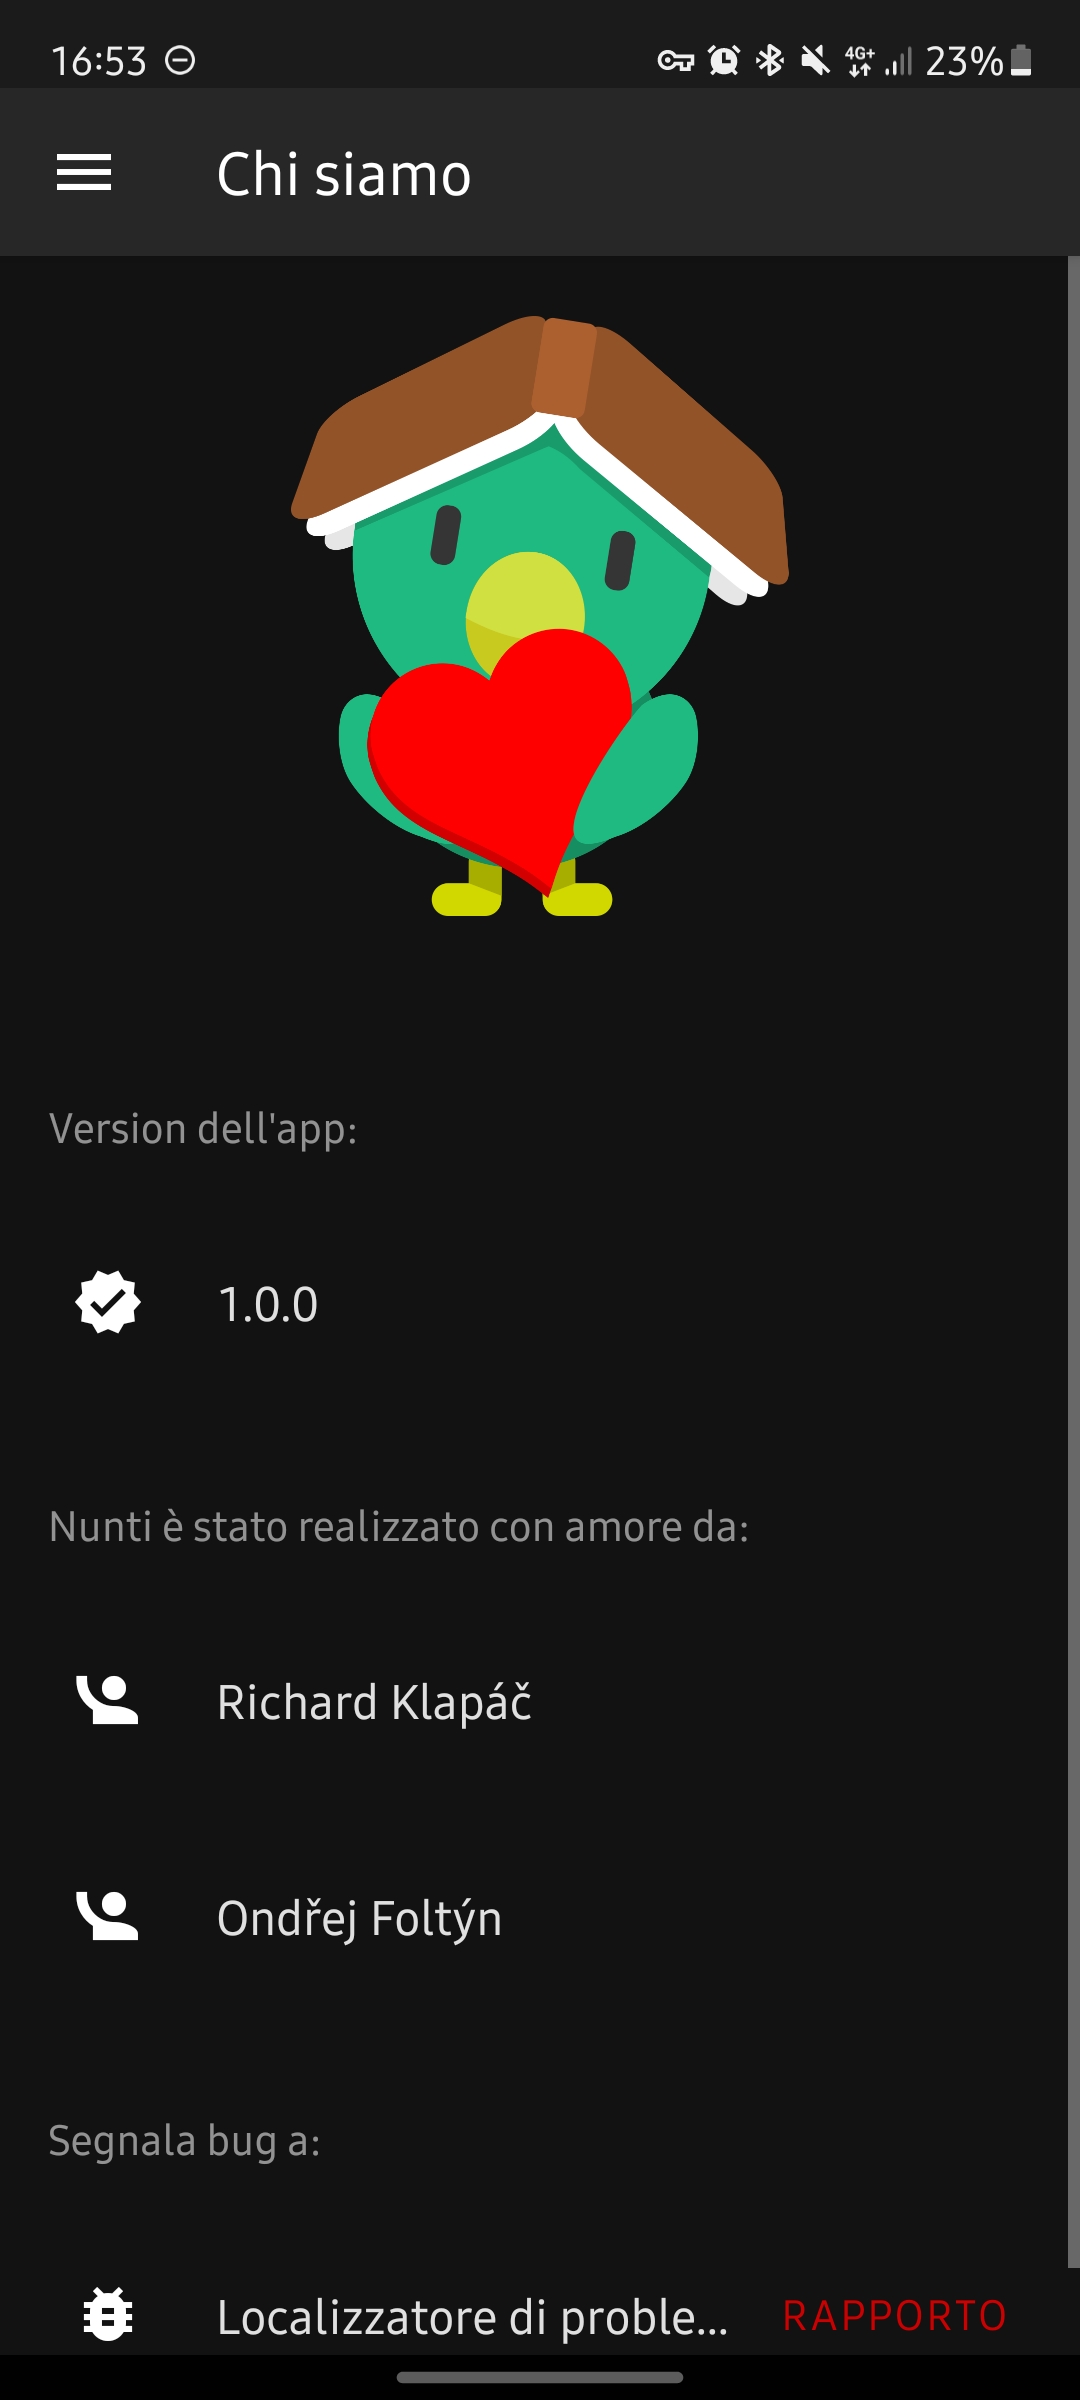 16:53 4G+ 23%
Chi siamo
Version dell'app:
1.0.0
Nunti è stato realizzato con amore da:
Richard Klapáč
Ondřej Foltýn
Segnala bug a:
Localizzatore di proble... RAPPORTO